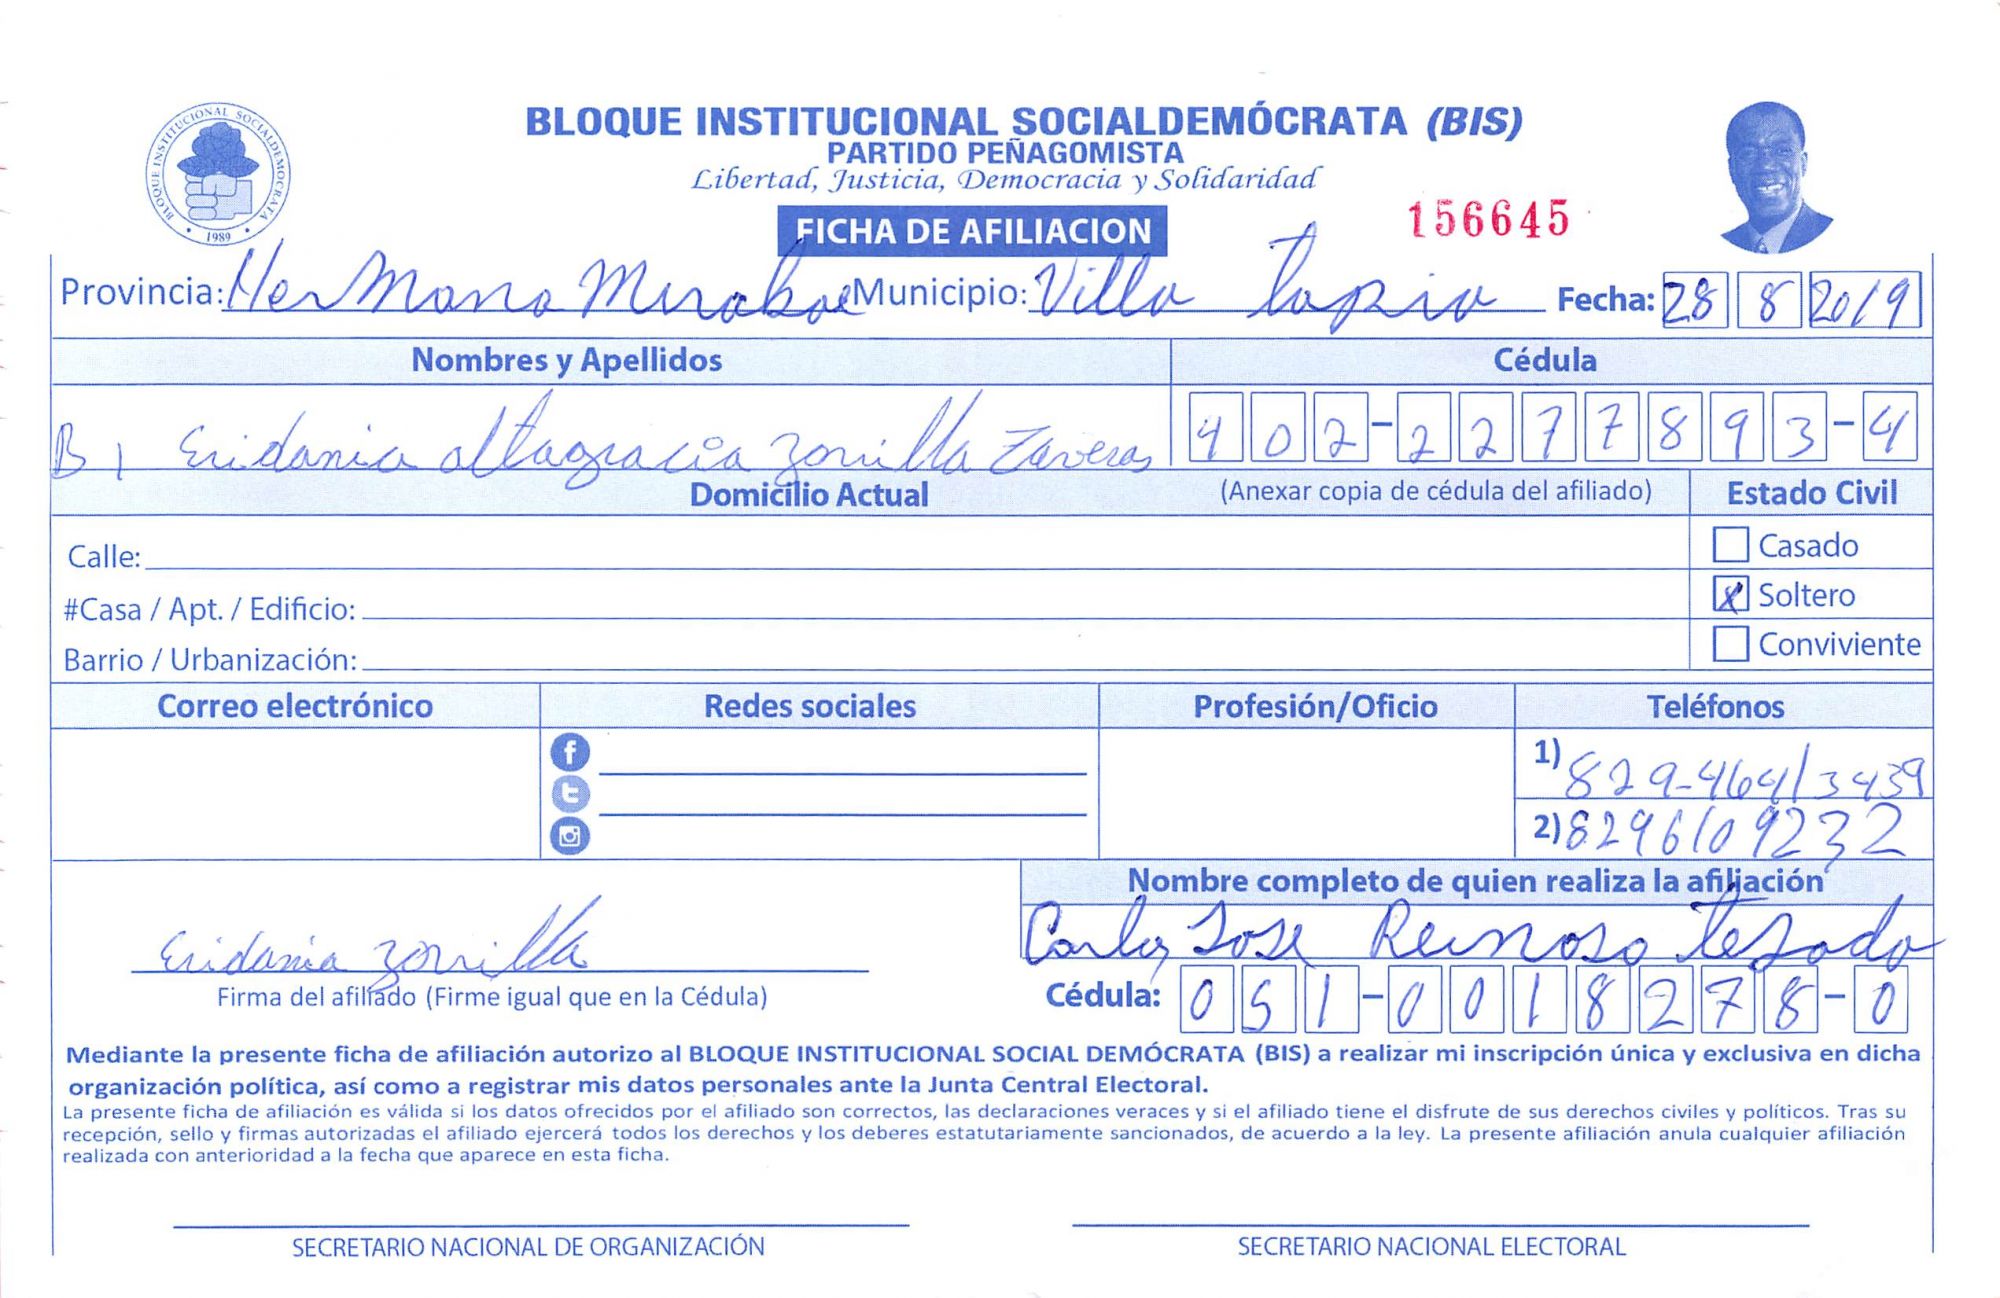 BLOQUE INSTITUCIONAL SOCIALDEMOCRATA
1989
BLOQUE INSTITUCIONAL SOCIALDEMÓCRATA (BIS)
PARTIDO PEÑAGOMISTA
Libertad, Justicia, Democracia y Solidaridad
FICHA DE AFILIACION
156645
Provincia: Hermana Mirabal Municipio: Villa tapia Fecha: 28 8 2019
Nombres y Apellidos Cédula
B1 Eridania altagracia Zorrilla Taveras 402-2277893-4
Domicilio Actual (Anexar copia de cédula del afiliado) Estado Civil
Calle: Casado
#Casa / Apt. / Edificio: X Soltero
Barrio / Urbanización: Conviviente
Correo electrónico Redes sociales Profesión/Oficio Teléfonos
1) 829-464/3439
2) 8296109232
Nombre completo de quien realiza la afiliación
Carlos Jose Reinoso tejada
Eridania Zorrilla
Firma del afiliado (Firme igual que en la Cédula) Cédula: 051-0018278-0
Mediante la presente ficha de afiliación autorizo al BLOQUE INSTITUCIONAL SOCIAL DEMÓCRATA (BIS) a realizar mi inscripción única y exclusiva en dicha
organización política, así como a registrar mis datos personales ante la Junta Central Electoral.
La presente ficha de afiliación es válida si los datos ofrecidos por el afiliado son correctos, las declaraciones veraces y si el afiliado tiene el disfrute de sus derechos civiles y políticos. Tras su
recepción, sello y firmas autorizadas el afiliado ejercerá todos los derechos y los deberes estatutariamente sancionados, de acuerdo a la ley. La presente afiliación anula cualquier afiliación
realizada con anterioridad a la fecha que aparece en esta ficha.
SECRETARIO NACIONAL DE ORGANIZACIÓN SECRETARIO NACIONAL ELECTORAL